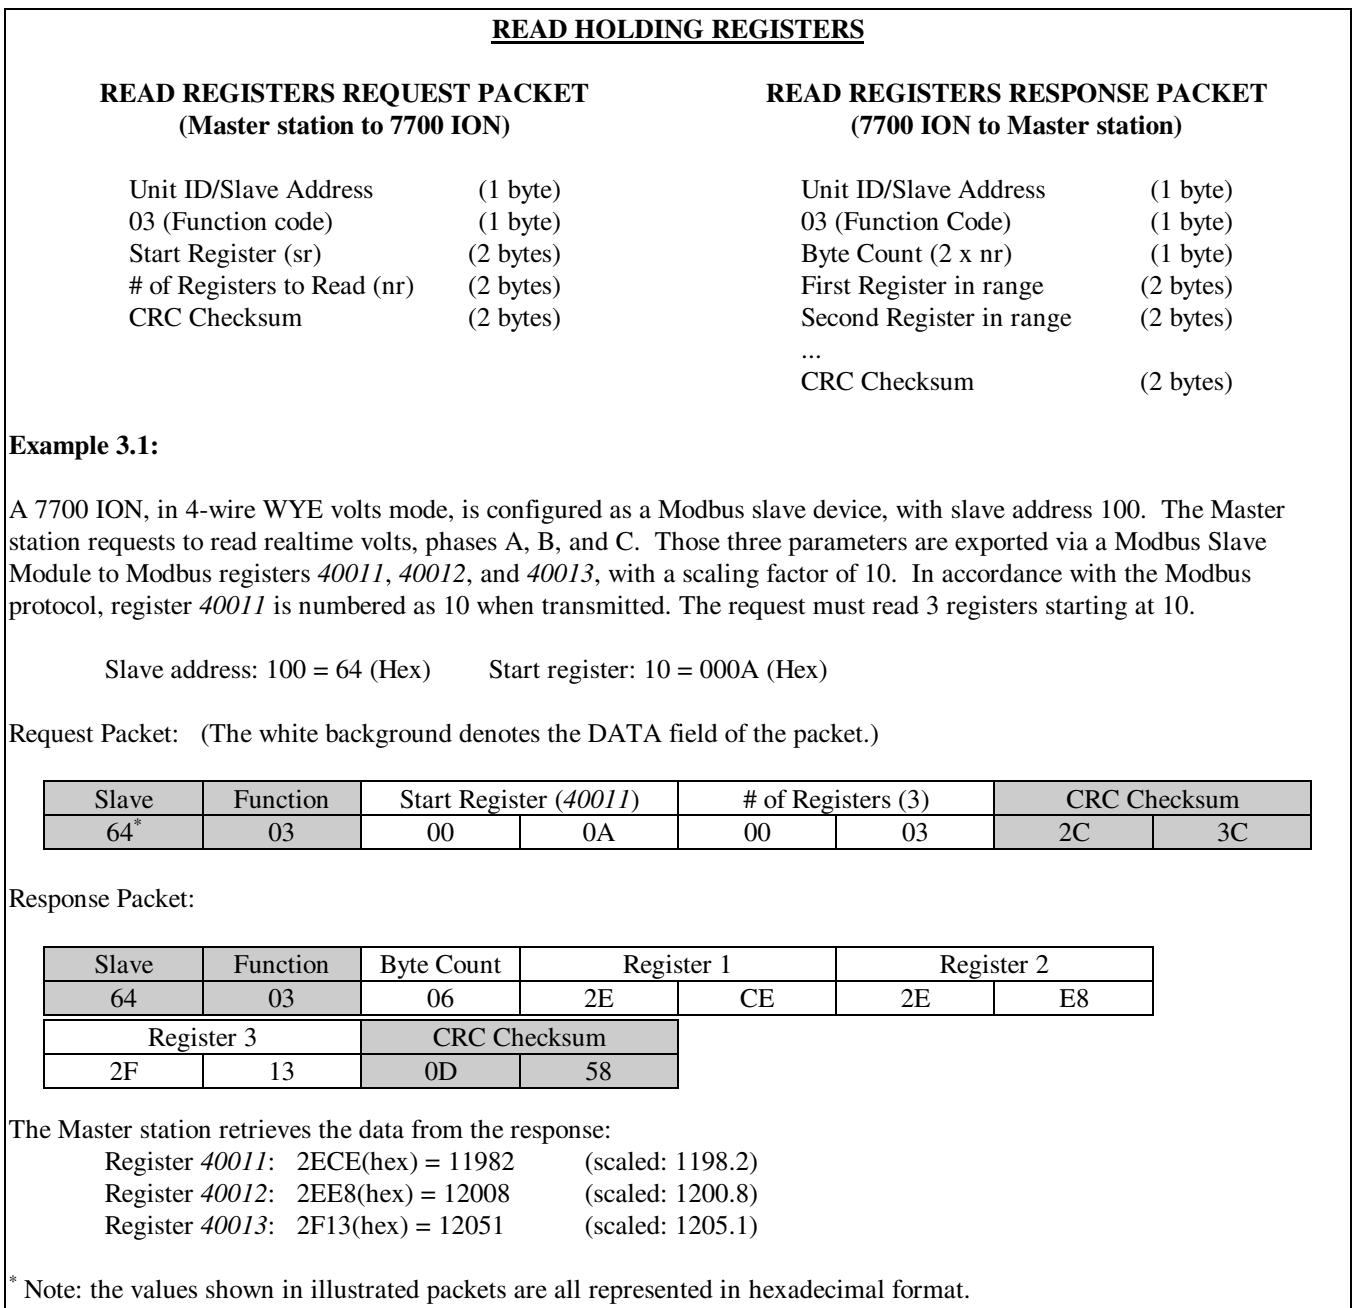 READ HOLDING REGISTERS
READ REGISTERS REQUEST PACKET
(Master station to 7700 ION)
Unit ID/Slave Address (1 byte)
03 (Function code) (1 byte)
Start Register (sr) (2 bytes)
# of Registers to Read (nr) (2 bytes)
CRC Checksum (2 bytes)
READ REGISTERS RESPONSE PACKET
(7700 ION to Master station)
Unit ID/Slave Address (1 byte)
03 (Function Code) (1 byte)
Byte Count (2 x nr) (1 byte)
First Register in range (2 bytes)
Second Register in range (2 bytes)
...
CRC Checksum (2 bytes)
Example 3.1:
A 7700 ION, in 4-wire WYE volts mode, is configured as a Modbus slave device, with slave address 100. The Master
station requests to read realtime volts, phases A, B, and C. Those three parameters are exported via a Modbus Slave
Module to Modbus registers 40011, 40012, and 40013, with a scaling factor of 10. In accordance with the Modbus
protocol, register 40011 is numbered as 10 when transmitted. The request must read 3 registers starting at 10.
Slave address: 100 = 64 (Hex) Start register: 10 = 000A (Hex)
Request Packet: (The white background denotes the DATA field of the packet.)
Slave Function Start Register (40011) # of Registers (3) CRC Checksum
64* 03 00 0A 00 03 2C 3C
Response Packet:
Slave Function Byte Count Register 1 Register 2
64 03 06 2E CE 2E E8
Register 3 CRC Checksum
2F 13 0D 58
The Master station retrieves the data from the response:
Register 40011: 2ECE(hex) = 11982 (scaled: 1198.2)
Register 40012: 2EE8(hex) = 12008 (scaled: 1200.8)
Register 40013: 2F13(hex) = 12051 (scaled: 1205.1)
* Note: the values shown in illustrated packets are all represented in hexadecimal format.